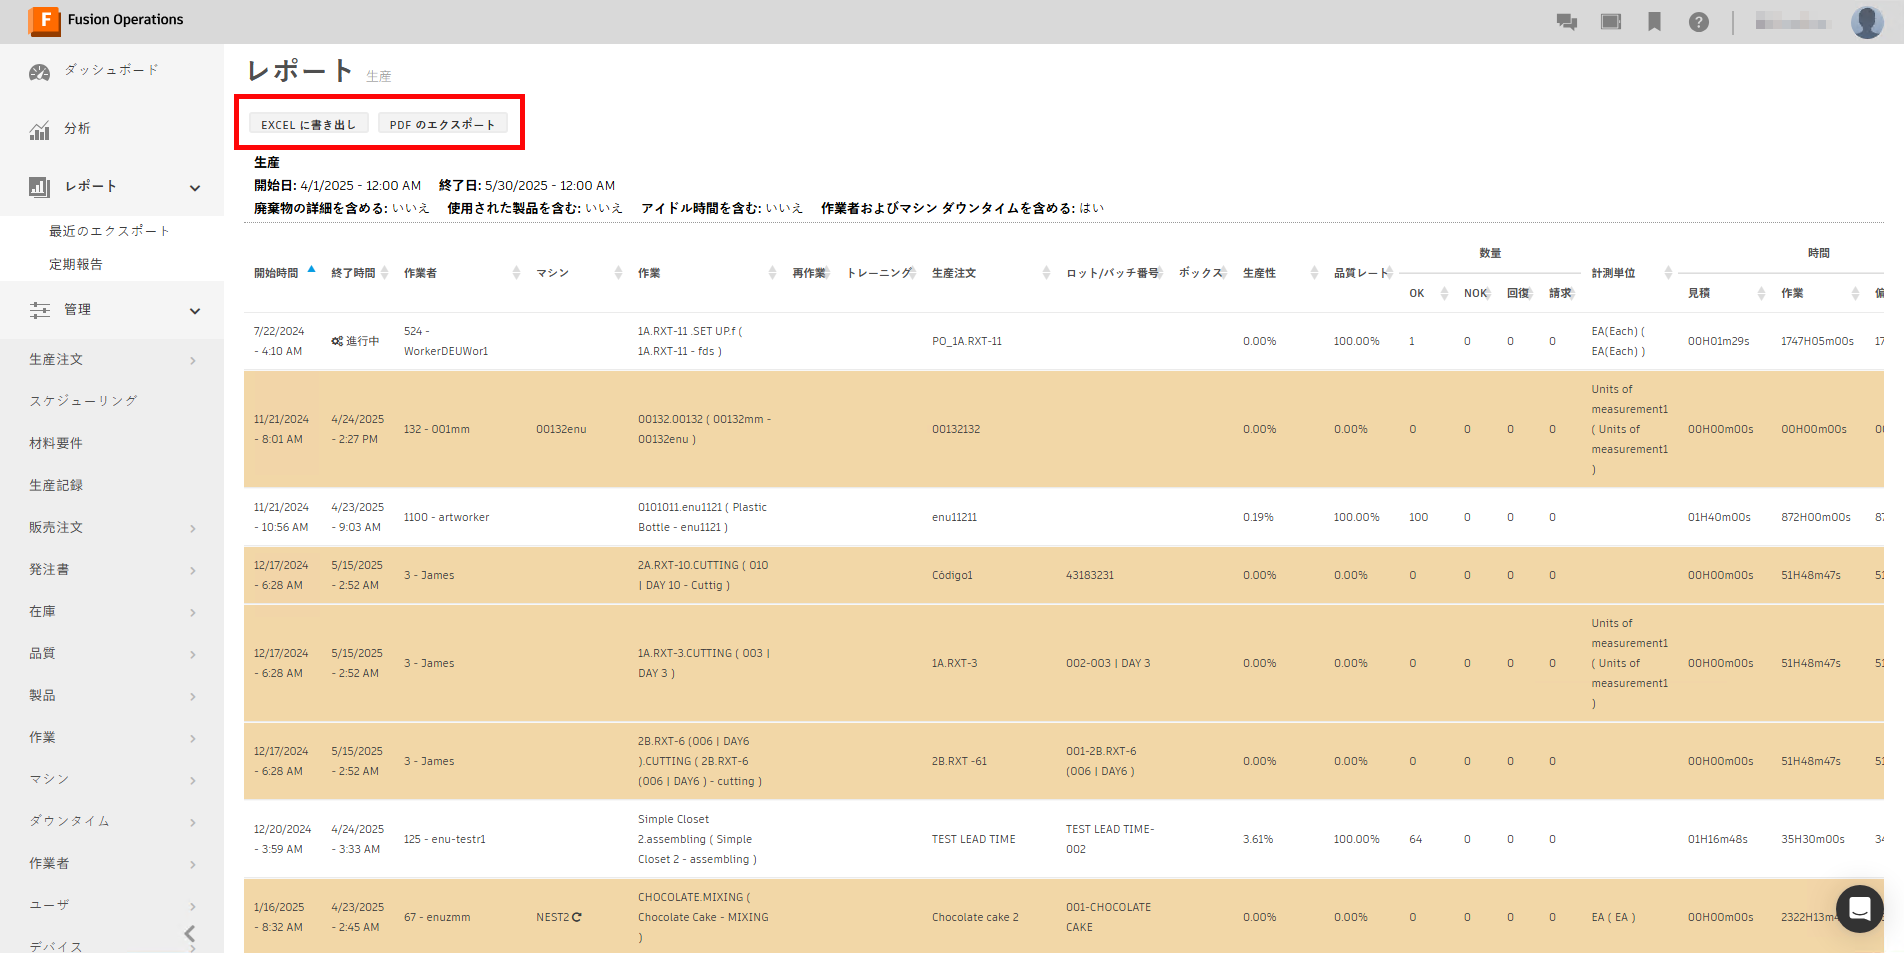 F Fusion Operations
?
ダッシュボード
分析
レポート
最近のエクスポート
定期報告
管理
生産注文
スケジューリング
材料要件
生産記録
販売注文
発注書
在庫
品質
製品
作業
マシン
ダウンタイム
作業者
ユーザ
デバイス
レポート 生産
EXCEL に書き出し PDF のエクスポート
生産
開始日: 4/1/2025 - 12:00 AM 終了日: 5/30/2025 - 12:00 AM
廃棄物の詳細を含める: いいえ 使用された製品を含む: いいえ アイドル時間を含む: いいえ 作業者およびマシン ダウンタイムを含める: はい
数量 時間
開始時間 終了時間 作業者 マシン 作業 再作業 トレーニング 生産注文 ロット/バッチ番号 ボックス 生産性 品質レート 計測単位
OK NOK 回復 請求 見積 作業 偏
7/22/2024 524 - 1A.RXT-11 .SET UP.f ( EA(Each) (
進行中 PO_1A.RXT-11 0.00% 100.00% 1 0 0 0 00H01m29s 1747H05m00s 17
- 4:10 AM WorkerDEUWor1 1A.RXT-11 - fds ) EA(Each) )
Units of
measurement1
11/21/2024 4/24/2025 00132.00132 ( 00132mm -
132 - 001mm 00132enu 00132132 0.00% 0.00% 0 0 0 0 ( Units of 00H00m00s 00H00m00s 00
- 8:01 AM - 2:27 PM 00132enu )
measurement1
)
11/21/2024 4/23/2025 0101011.enu1121 ( Plastic
1100 - artworker enu11211 0.19% 100.00% 100 0 0 0 01H40m00s 872H00m00s 87
- 10:56 AM - 9:03 AM Bottle - enu1121 )
12/17/2024 5/15/2025 2A.RXT-10.CUTTING ( 010
3 - James Código1 43183231 0.00% 0.00% 0 0 0 0 00H00m00s 51H48m47s 51
- 6:28 AM - 2:52 AM | DAY 10 - Cuttig )
Units of
measurement1
12/17/2024 5/15/2025 1A.RXT-3.CUTTING ( 003 |
3 - James 1A.RXT-3 002-003 | DAY 3 0.00% 0.00% 0 0 0 0 ( Units of 00H00m00s 51H48m47s 51
- 6:28 AM - 2:52 AM DAY 3 )
measurement1
)
12/17/2024 5/15/2025 2B.RXT-6 (006 | DAY6 001-2B.RXT-6
3 - James ).CUTTING ( 2B.RXT-6 2B.RXT -61 0.00% 0.00% 0 0 0 0 00H00m00s 51H48m47s 51
- 6:28 AM - 2:52 AM (006 | DAY6 ) - cutting ) (006 | DAY6 )
12/20/2024 4/24/2025 Simple Closet TEST LEAD TIME-
125 - enu-testr1 2.assembling ( Simple TEST LEAD TIME 3.61% 100.00% 64 0 0 0 01H16m48s 35H30m00s 34
- 3:59 AM - 3:33 AM Closet 2 - assembling ) 002
1/16/2025 4/23/2025 CHOCOLATE.MIXING ( 001-CHOCOLATE
67 - enuzmm NEST2 Chocolate Cake - MIXING Chocolate cake 2 0.00% 0.00% 0 0 0 0 EA ( EA ) 00H00m00s 2322H13m
- 8:32 AM - 2:45 AM ) CAKE